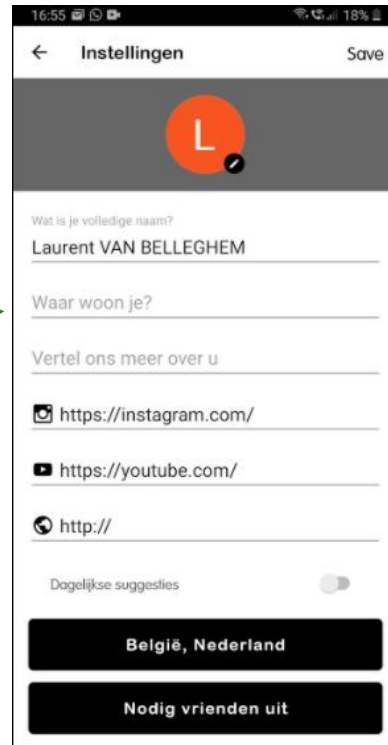 16:55 18%
Instellingen Save
L
Wat is je volledige naam?
Laurent VAN BELLEGHEM
Waar woon je?
Vertel ons meer over u
https://instagram.com/
https://youtube.com/
http://
Dagelijkse suggesties
België, Nederland
Nodig vrienden uit